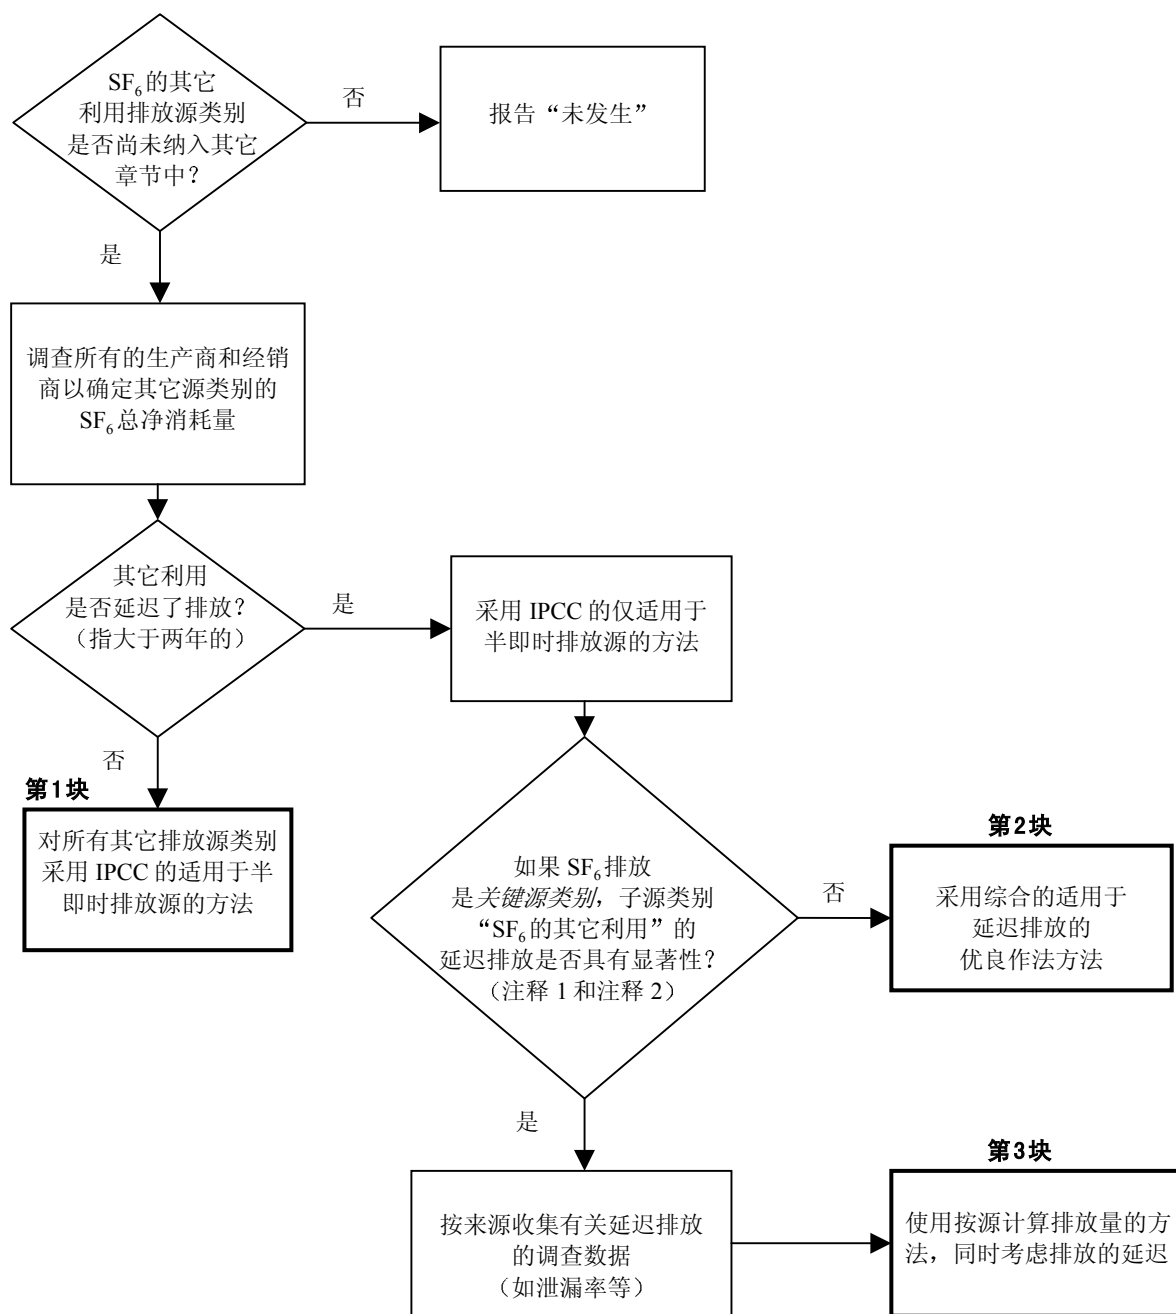 SF₆的其它
利用排放源类别
是否尚未纳入其它
章节中？
否
报告“未发生”
是
调查所有的生产商和经销
商以确定其它源类别的
SF₆总净消耗量
其它利用
是否延迟了排放？
（指大于两年的）
是
采用 IPCC 的仅适用于
半即时排放源的方法
否
第1块
对所有其它排放源类别
采用 IPCC 的适用于半
即时排放源的方法
如果 SF₆排放
是关键源类别，子源类别
“SF₆的其它利用”的
延迟排放是否具有显著性？
（注释 1 和注释 2）
否
第2块
采用综合的适用于
延迟排放的
优良作法方法
是
按来源收集有关延迟排放
的调查数据
（如泄漏率等）
第3块
使用按源计算排放量的方
法，同时考虑排放的延迟